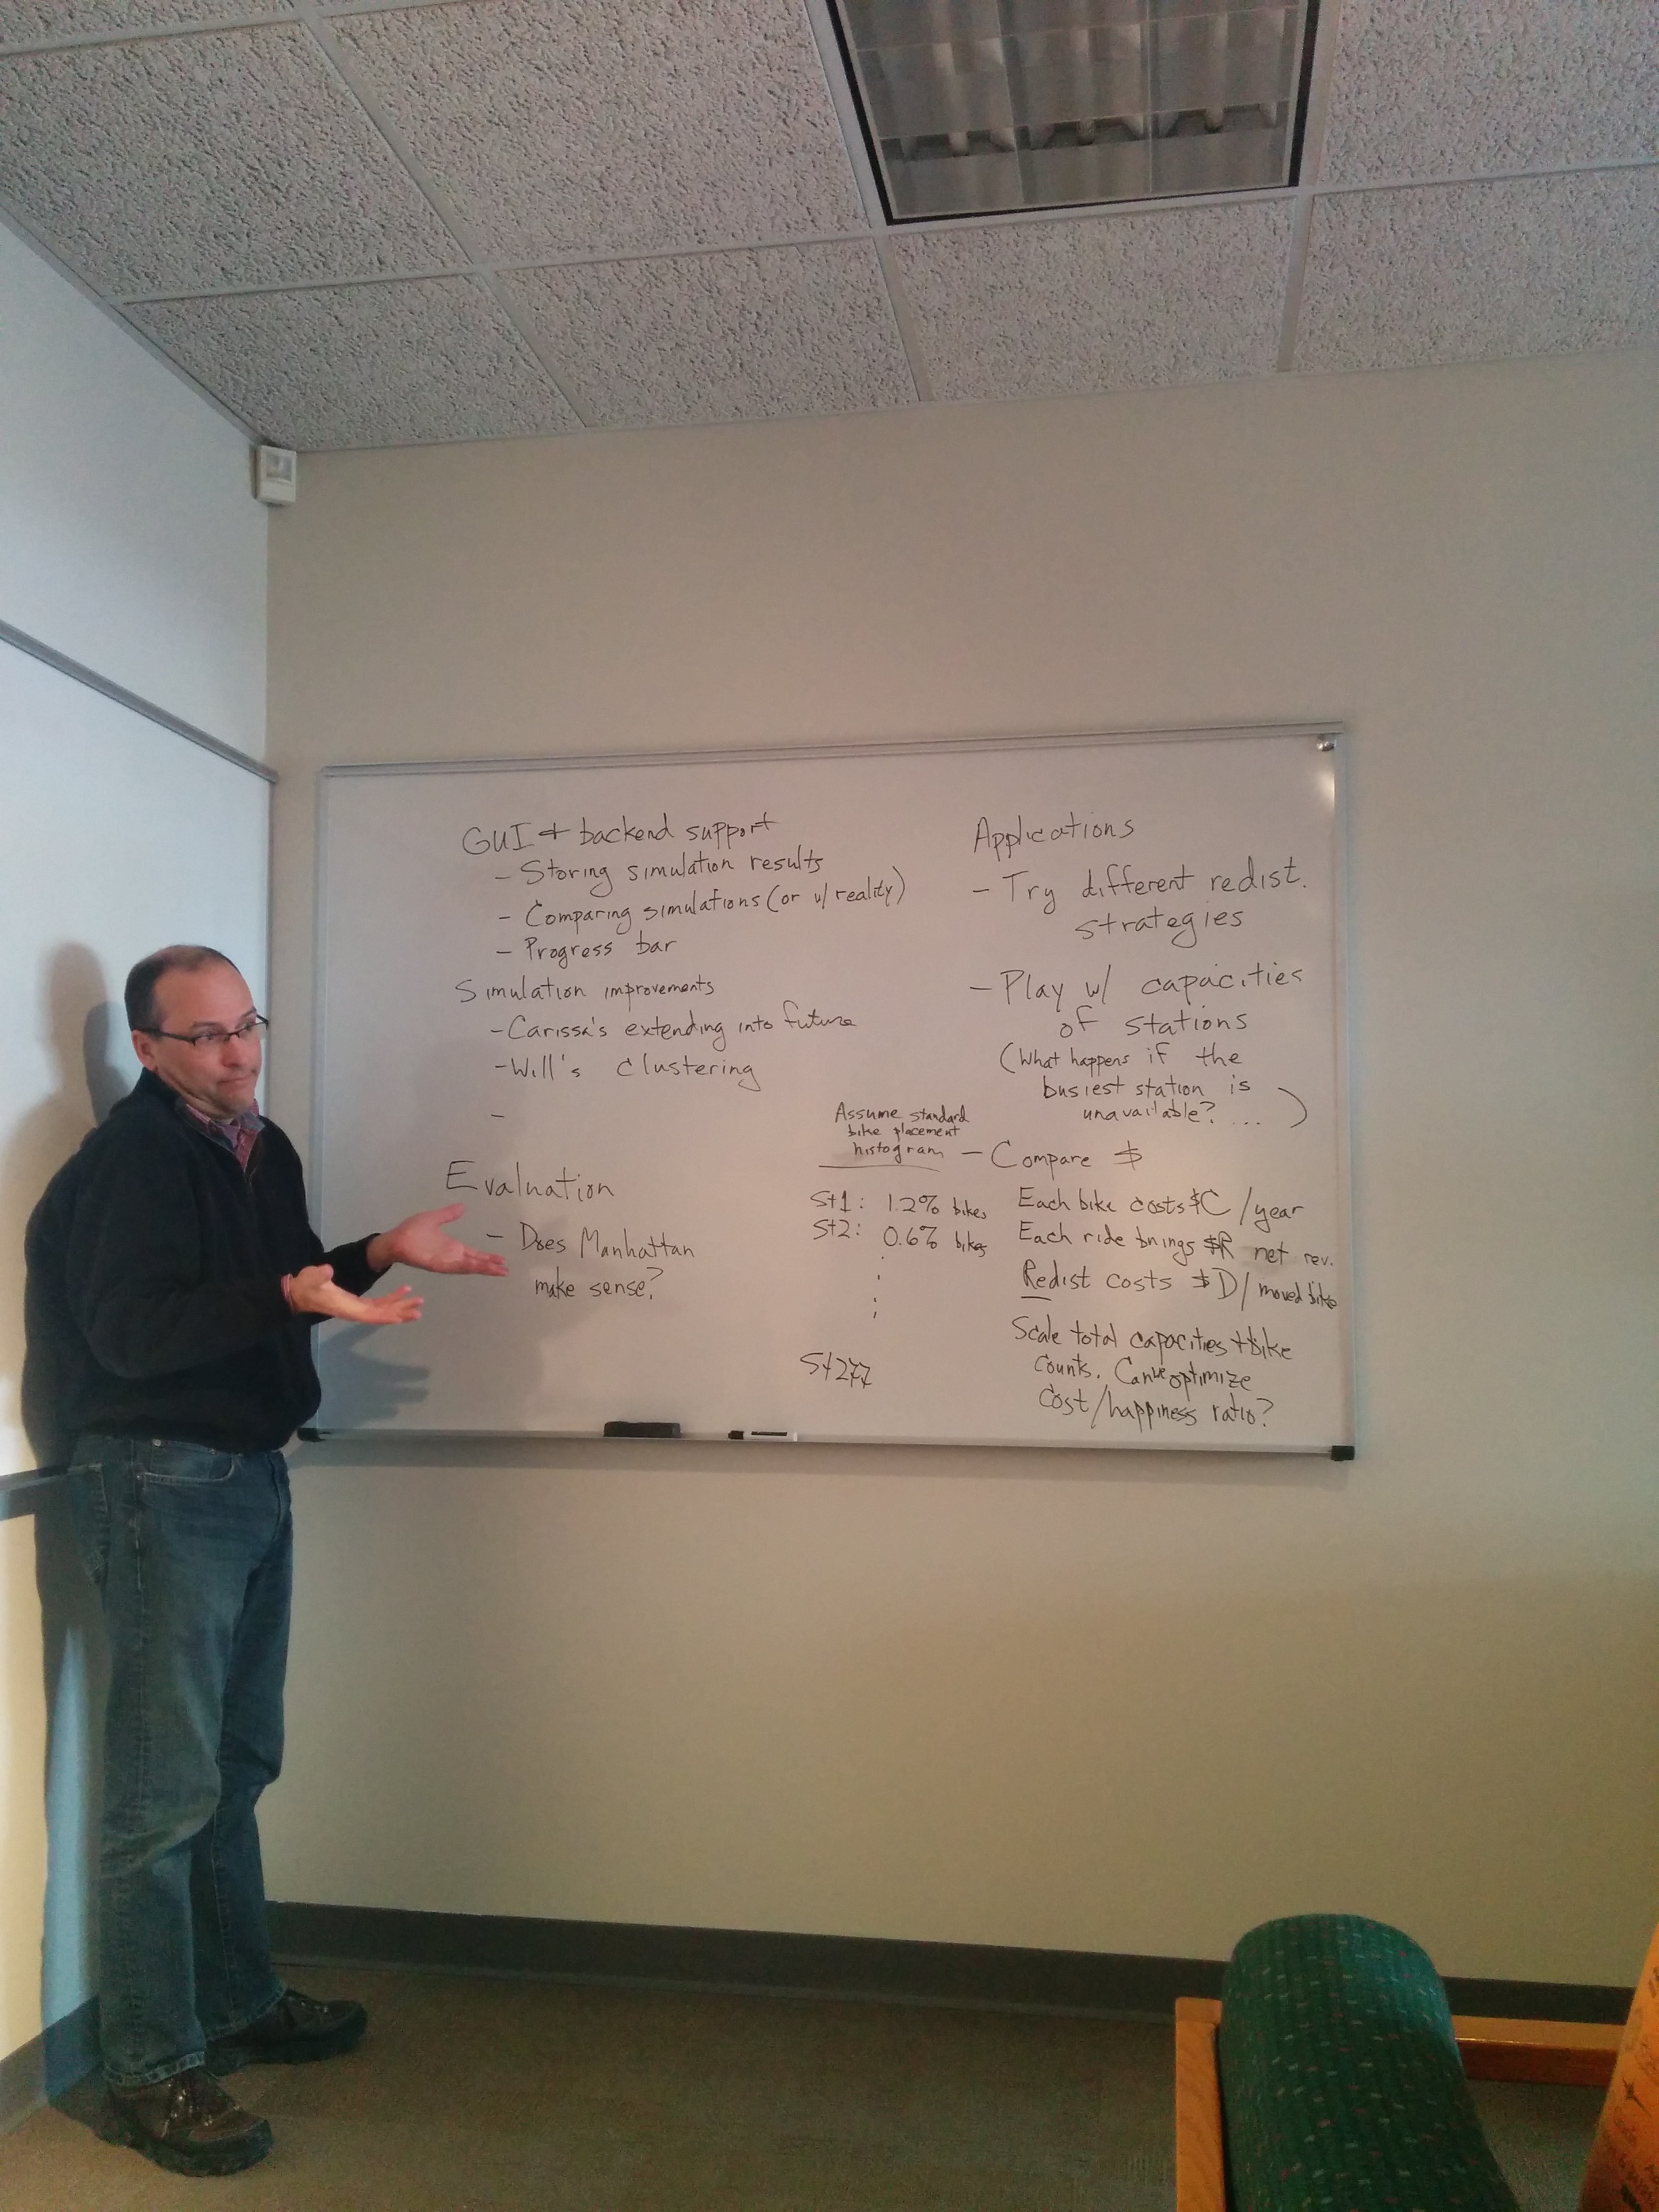 GUI + backend support
- Storing simulation results
- Comparing simulations (or w/ reality)
- Progress bar
Simulation improvements
- Carissa's extending into future
- Will's clustering
-
Evaluation
- Does Manhattan
make sense?
Applications
- Try different redist.
strategies
- Play w/ capacities
of stations
(What happens if the
busiest station is
unavailable? ... )
- Compare $
Each bike costs $C /year
Each ride brings $R net rev.
Redist costs $D/moved bike
Scale total capacities + bike
counts. Can we optimize
cost/happiness ratio?
Assume standard
bike placement
histogram
St1: 1.2% bikes
St2: 0.6% bikes
St277